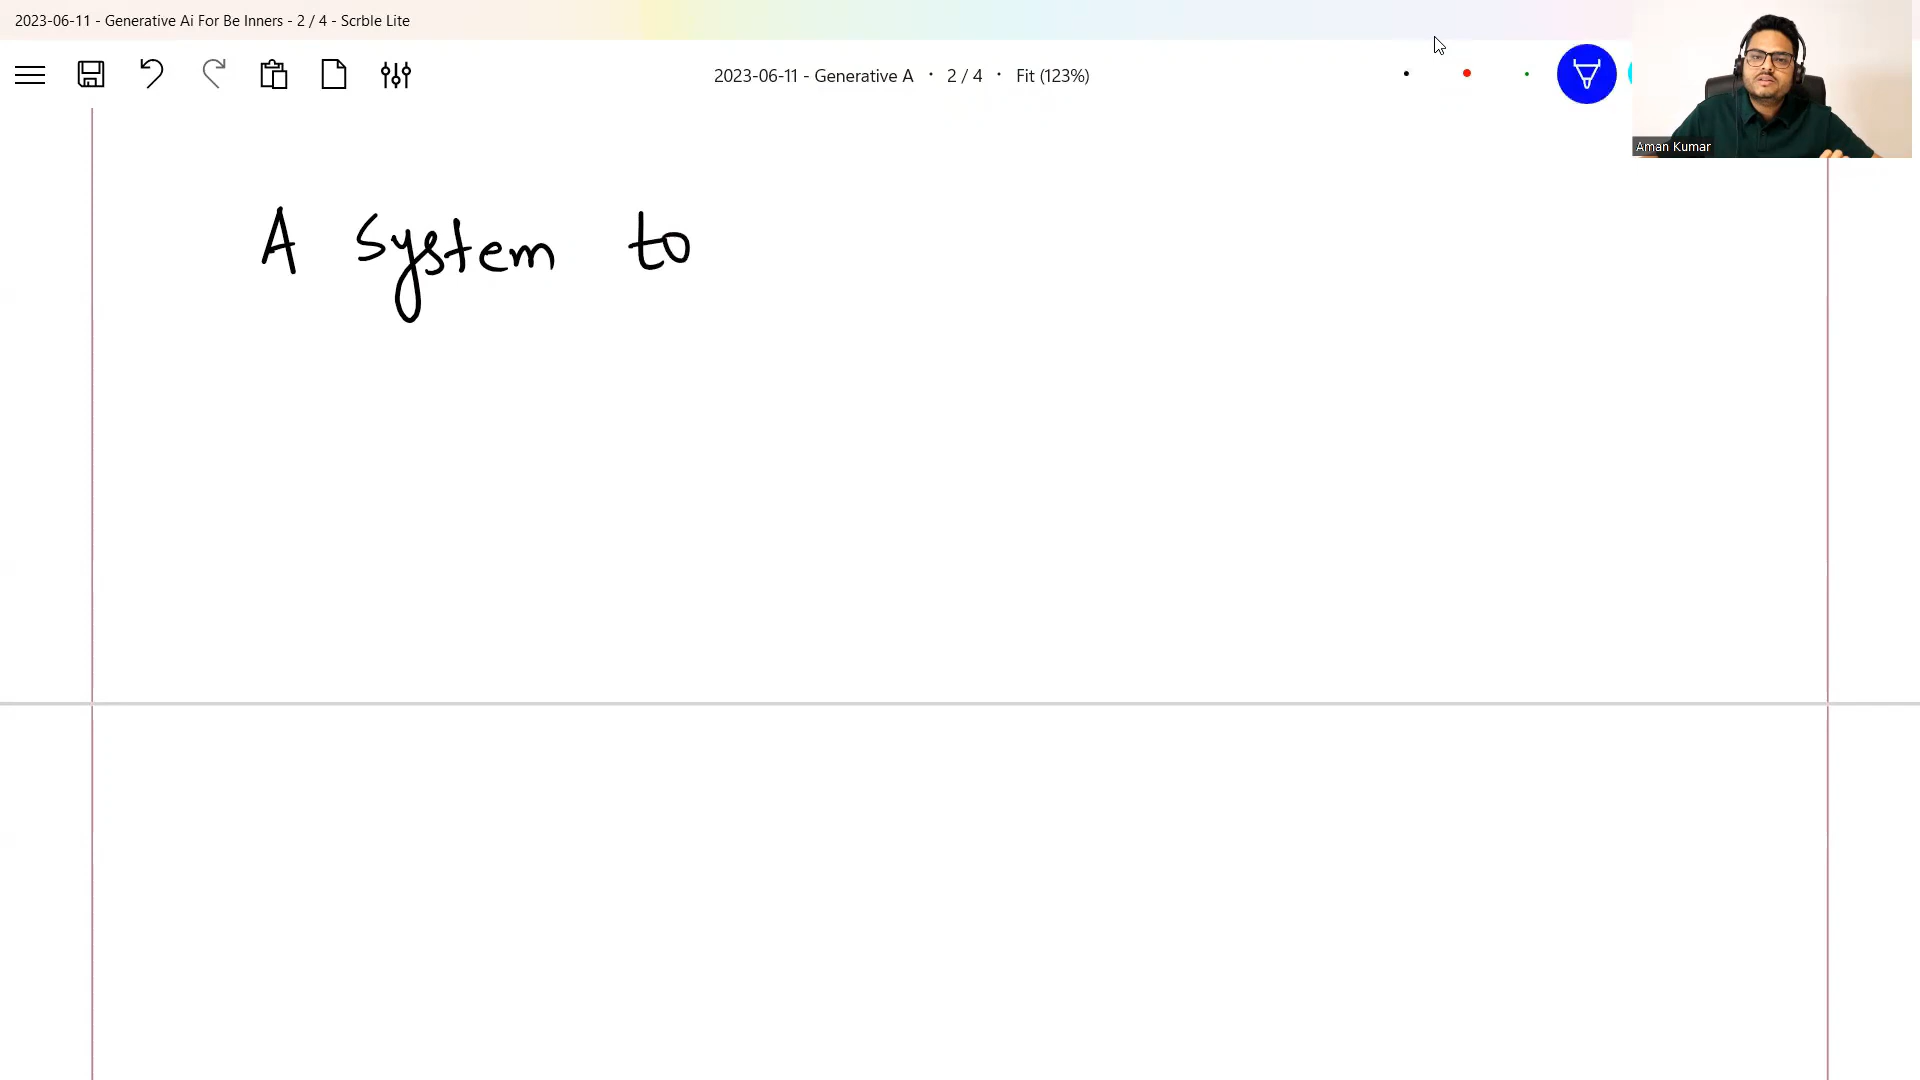 2023-06-11 - Generative Ai For Be Inners - 2 / 4 - Scrble Lite
2023-06-11 - Generative A • 2 / 4 • Fit (123%)
Aman Kumar
A system to